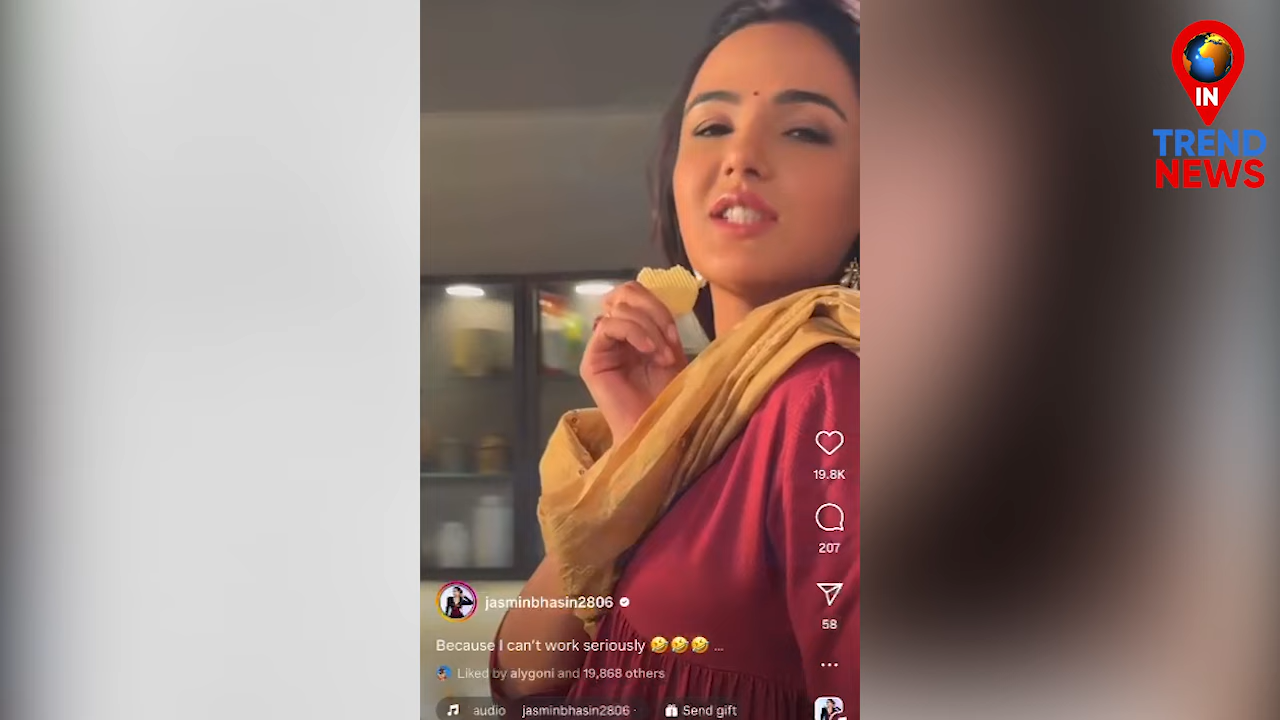 IN
TREND
NEWS
19.8K
207
58
jasminbhasin2806
Because I can't work seriously 🤣🤣🤣 ...
Liked by alygoni and 19,868 others
audio jasminbhasin2806 ·
Send gift